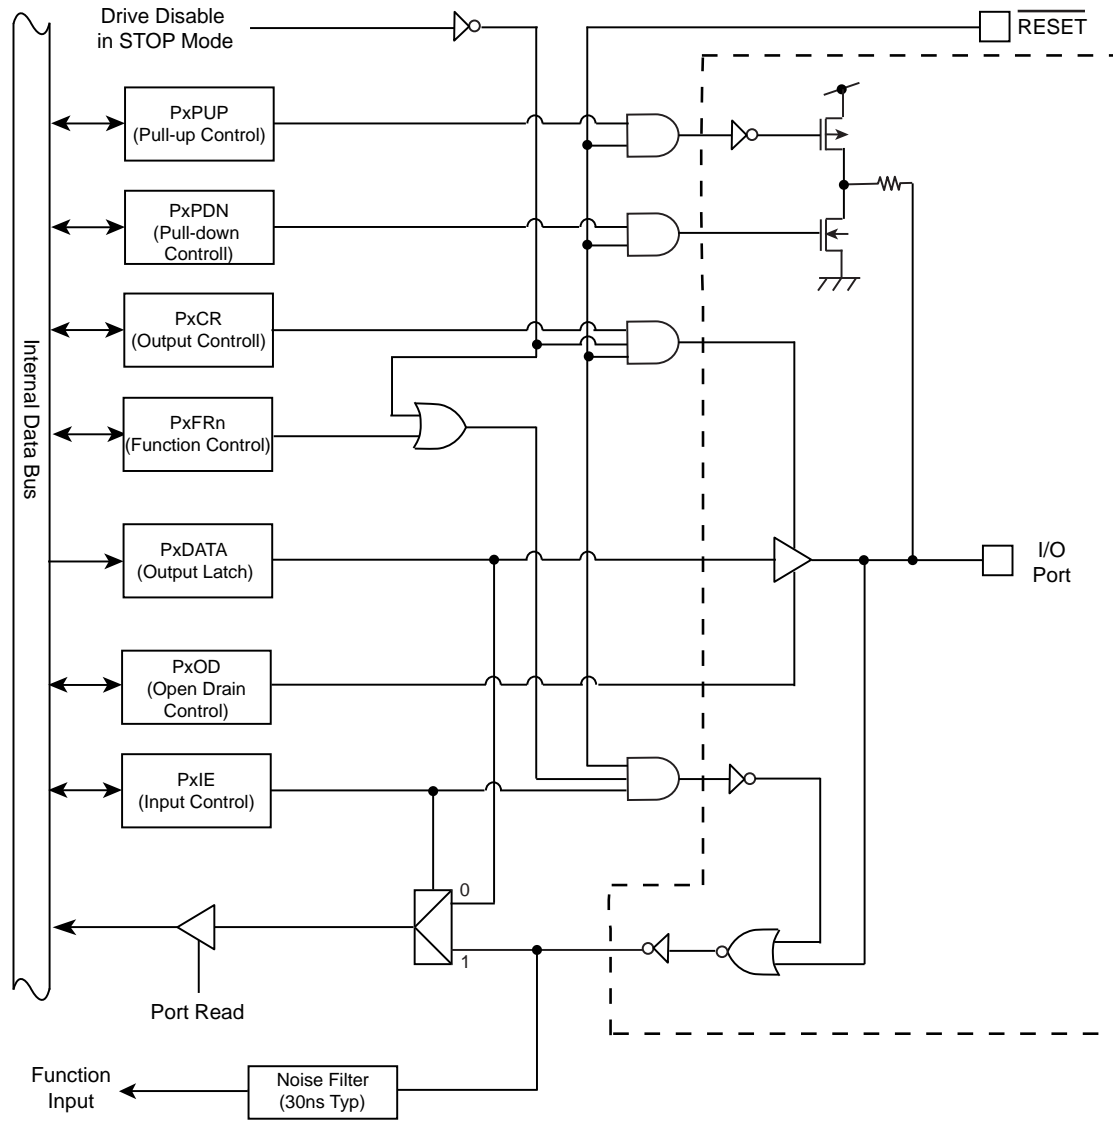 Drive Disable
in STOP Mode
RESET
PxPUP
(Pull-up Control)
PxPDN
(Pull-down
Controll)
PxCR
(Output Controll)
Internal Data Bus
PxFRn
(Function Control)
PxDATA
(Output Latch)
I/O
Port
PxOD
(Open Drain
Control)
PxIE
(Input Control)
0
1
Port Read
Function
Input
Noise Filter
(30ns Typ)